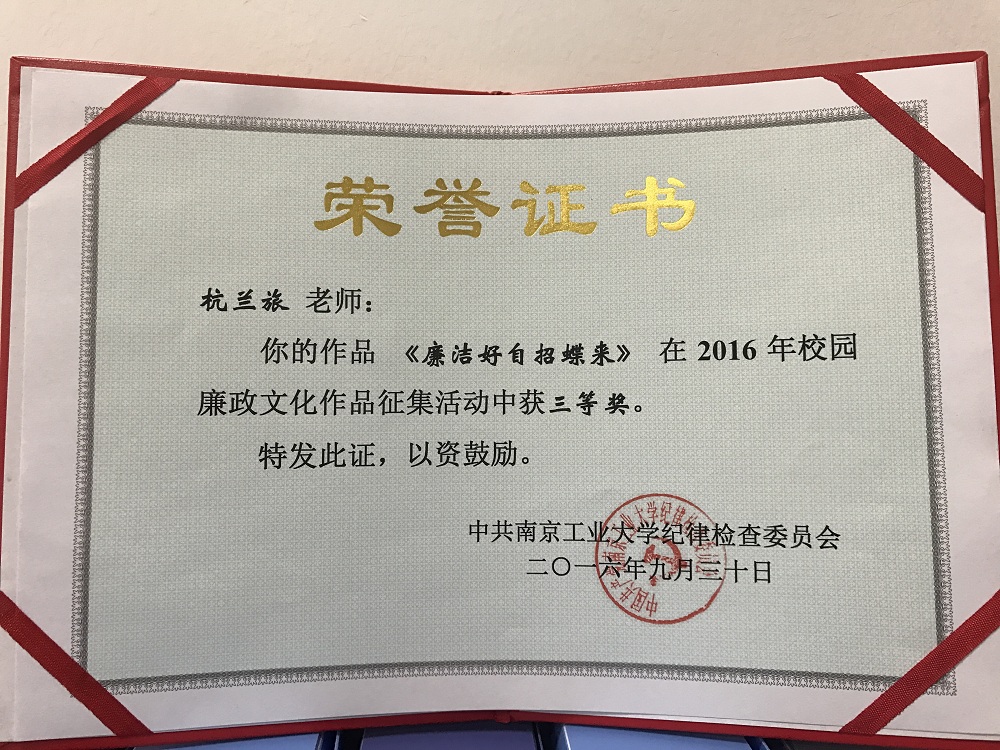 荣誉证书
杭兰旅 老师：
你的作品 《廉洁好自招蝶来》 在 2016 年校园
廉政文化作品征集活动中获三等奖。
特发此证，以资鼓励。
中共南京工业大学纪律检查委员会
二〇一六年九月三十日